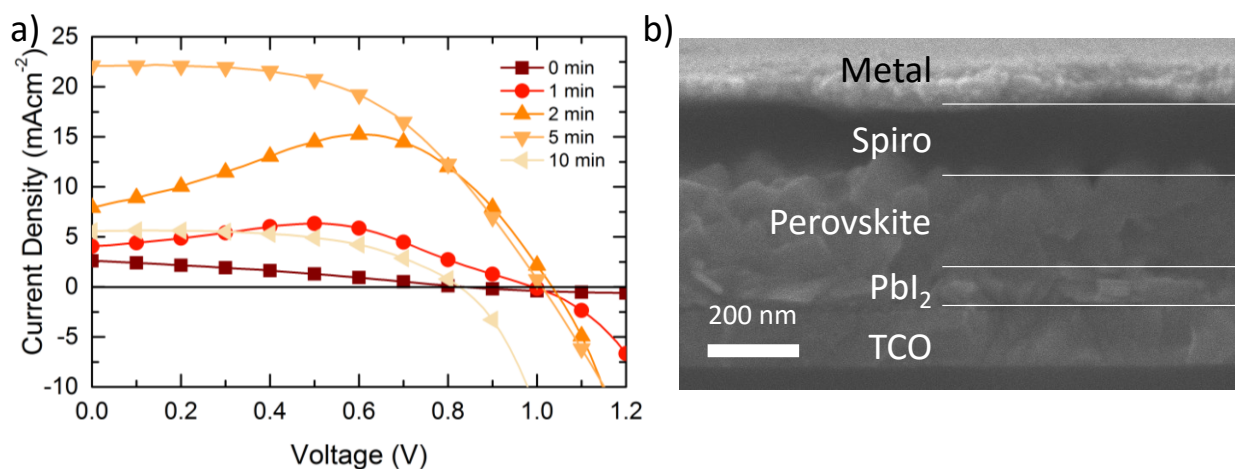 a)
25
20
15
10
5
0
-5
-10
0.0 0.2 0.4 0.6 0.8 1.0 1.2
Current Density (mAcm⁻²)
Voltage (V)
0 min
1 min
2 min
5 min
10 min
b)
Metal
Spiro
Perovskite
PbI₂
200 nm
TCO